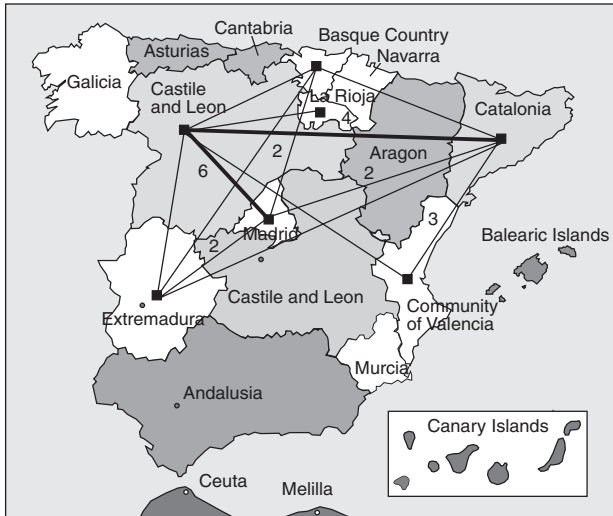 Cantabria
Basque Country
Asturias
Navarra
Galicia
Castile
and Leon
La Rioja
4
Catalonia
Aragon
2
6
2
3
Madrid
2
Balearic Islands
Castile and Leon
Extremadura
Community
of Valencia
Murcia
Andalusia
Canary Islands
Ceuta
Melilla